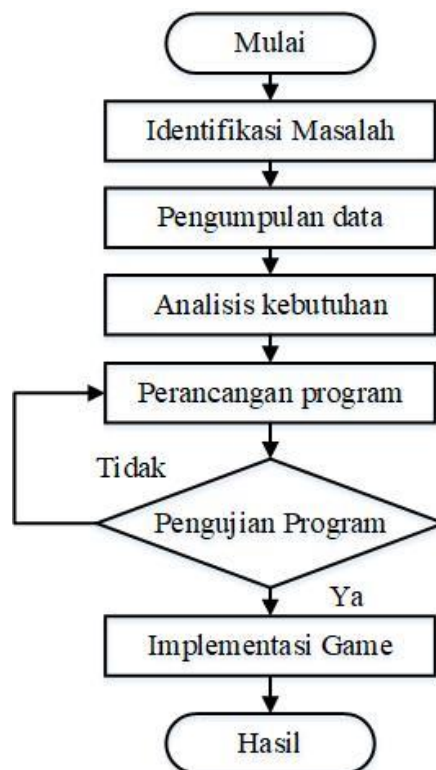 Mulai
Identifikasi Masalah
Pengumpulan data
Analisis kebutuhan
Perancangan program
Tidak
Pengujian Program
Ya
Implementasi Game
Hasil